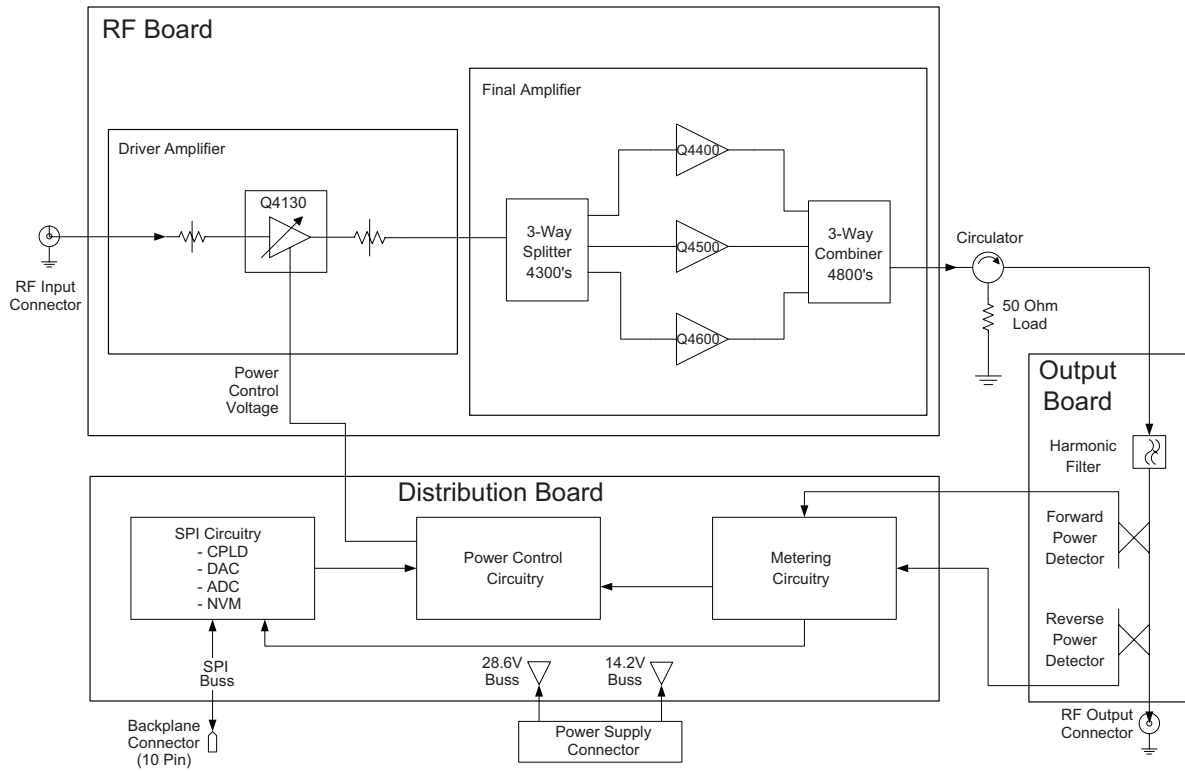 RF Board
Final Amplifier
Driver Amplifier
Q4130
Q4400
Q4500
Q4600
3-Way
Splitter
4300's
3-Way
Combiner
4800's
Circulator
50 Ohm
Load
RF Input
Connector
Power
Control
Voltage
Output
Board
Harmonic
Filter
Forward
Power
Detector
Reverse
Power
Detector
RF Output
Connector
Distribution Board
SPI Circuitry
- CPLD
- DAC
- ADC
- NVM
Power Control
Circuitry
Metering
Circuitry
SPI
Buss
28.6V
Buss
14.2V
Buss
Backplane
Connector
(10 Pin)
Power Supply
Connector